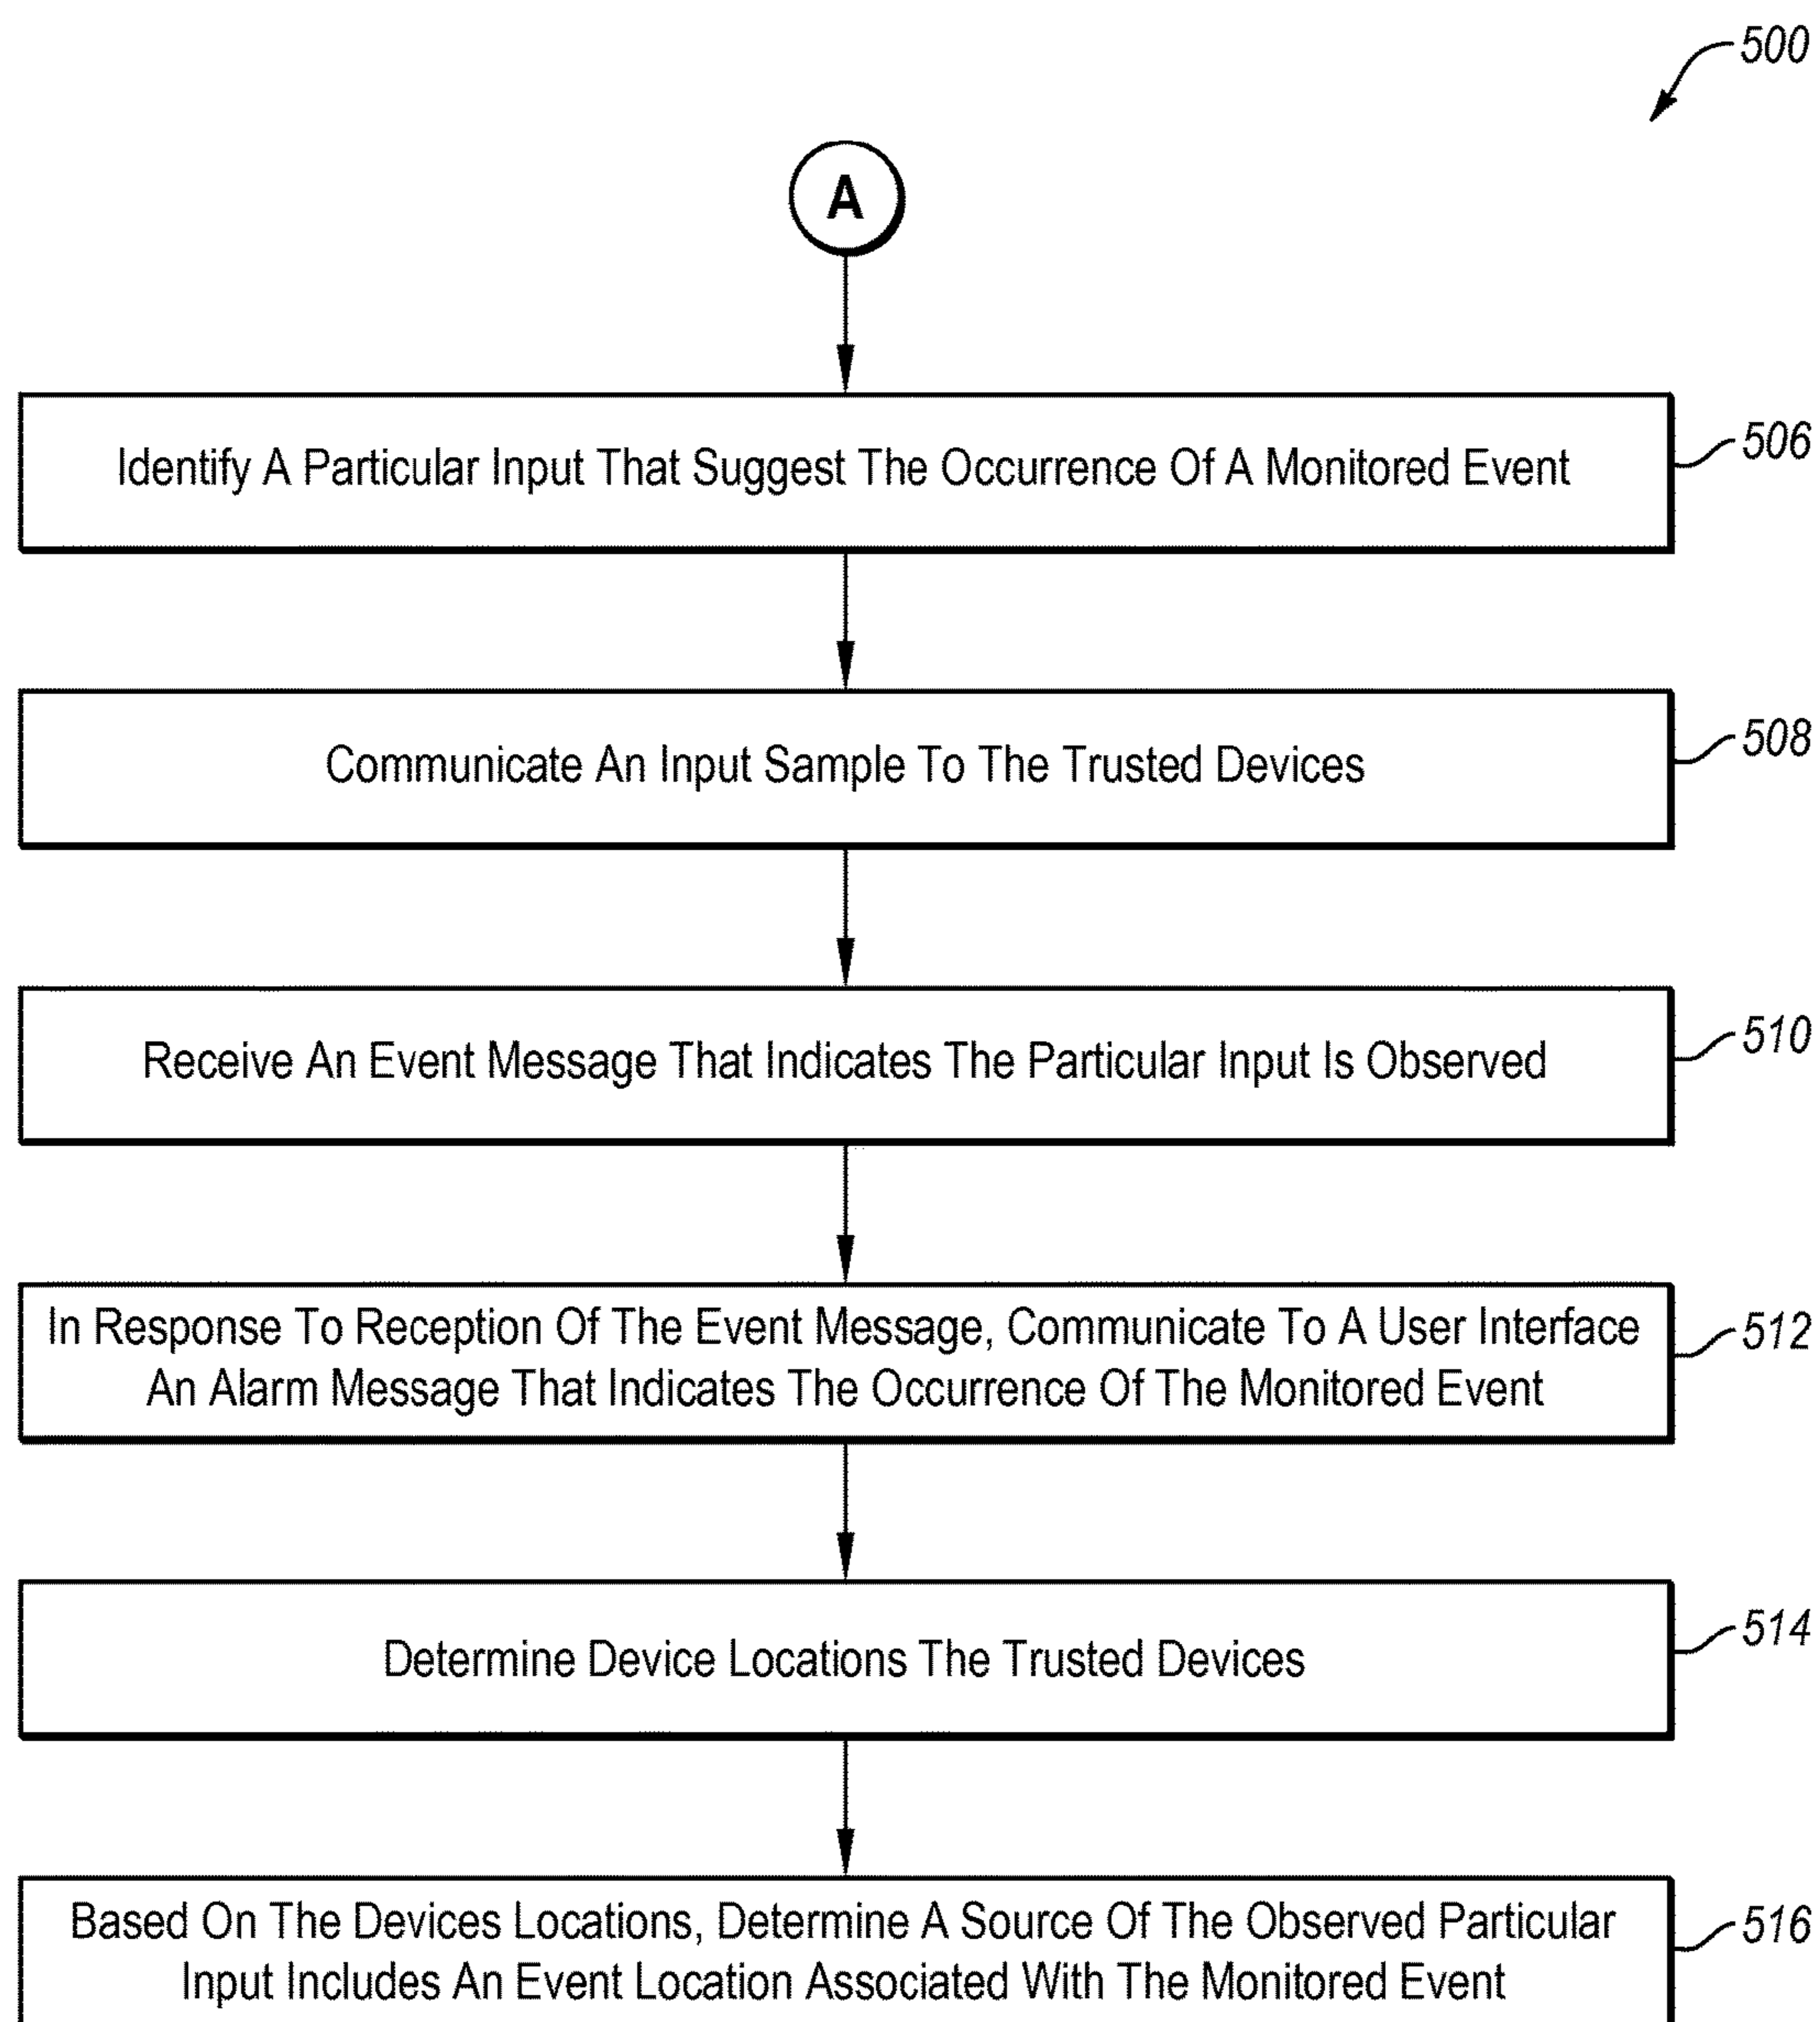 500
A
Identify A Particular Input That Suggest The Occurrence Of A Monitored Event
506
Communicate An Input Sample To The Trusted Devices
508
Receive An Event Message That Indicates The Particular Input Is Observed
510
In Response To Reception Of The Event Message, Communicate To A User Interface
An Alarm Message That Indicates The Occurrence Of The Monitored Event
512
Determine Device Locations The Trusted Devices
514
Based On The Devices Locations, Determine A Source Of The Observed Particular
Input Includes An Event Location Associated With The Monitored Event
516